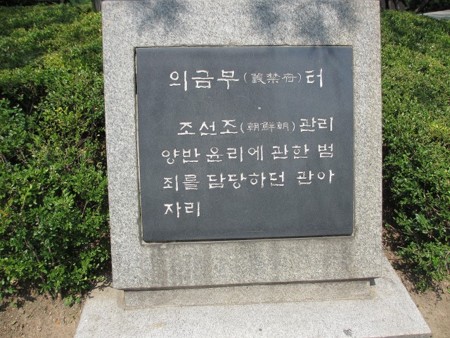 의금부(義禁府)터
조선조(朝鮮朝) 관리
양반 윤리에 관한 범
죄를 담당하던 관아
자리